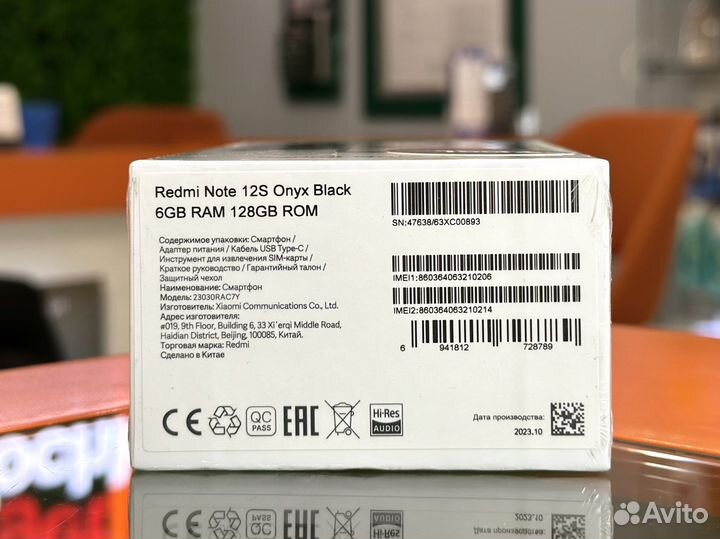 Redmi Note 12S Onyx Black
6GB RAM 128GB ROM
Содержимое упаковки: Смартфон /
Адаптер питания / Кабель USB Type-C /
Инструмент для извлечения SIM-карты /
Краткое руководство / Гарантийный талон /
Защитный чехол
Наименование: Смартфон
Модель: 23030RAC7Y
Изготовитель: Xiaomi Communications Co., Ltd.
Адрес изготовителя:
#019, 9th Floor, Building 6, 33 Xi'erqi Middle Road,
Haidian District, Beijing, 100085, Китай.
Торговая марка: Redmi
Сделано в Китае
SN:47638/63XC00893
IMEI1:860364063210206
IMEI2:860364063210214
6 941812 728789
CE
QC
PASS
EAC
Hi-Res
AUDIO
Дата производства:
2023.10
Avito